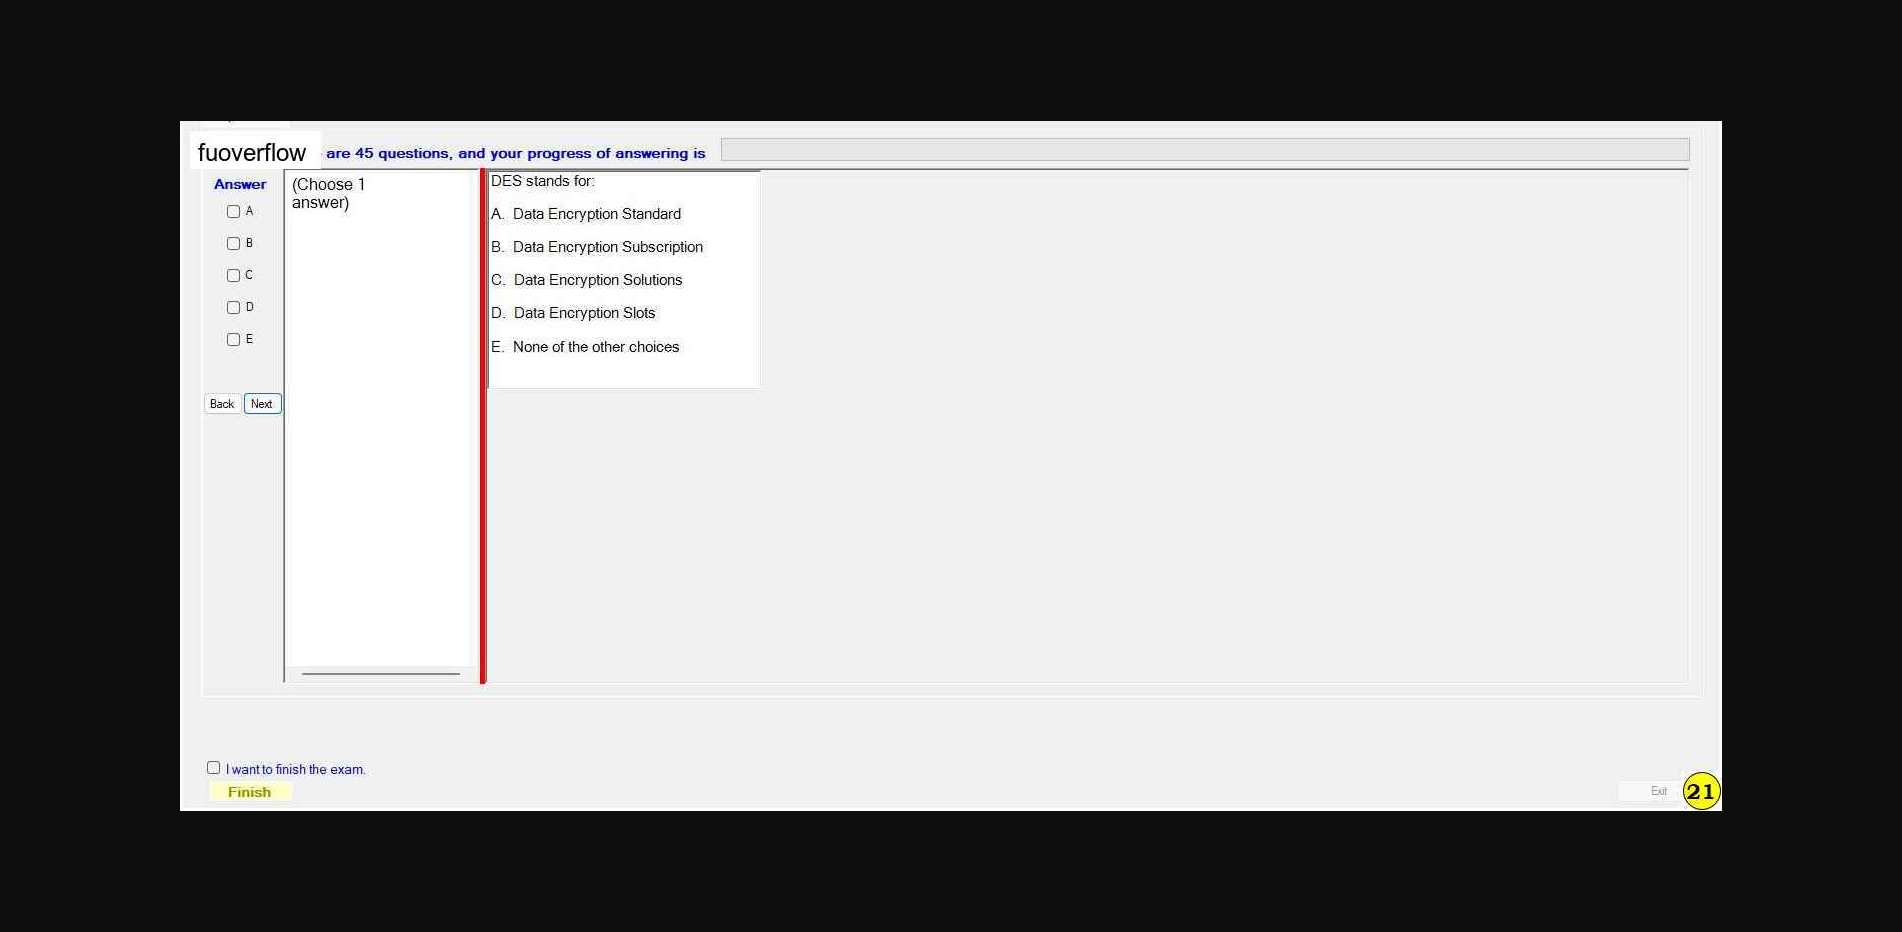 fuoverflow are 45 questions, and your progress of answering is
Answer
A
B
C
D
E
Back Next
(Choose 1
answer)
DES stands for:
A. Data Encryption Standard
B. Data Encryption Subscription
C. Data Encryption Solutions
D. Data Encryption Slots
E. None of the other choices
I want to finish the exam.
Finish
Exit
21